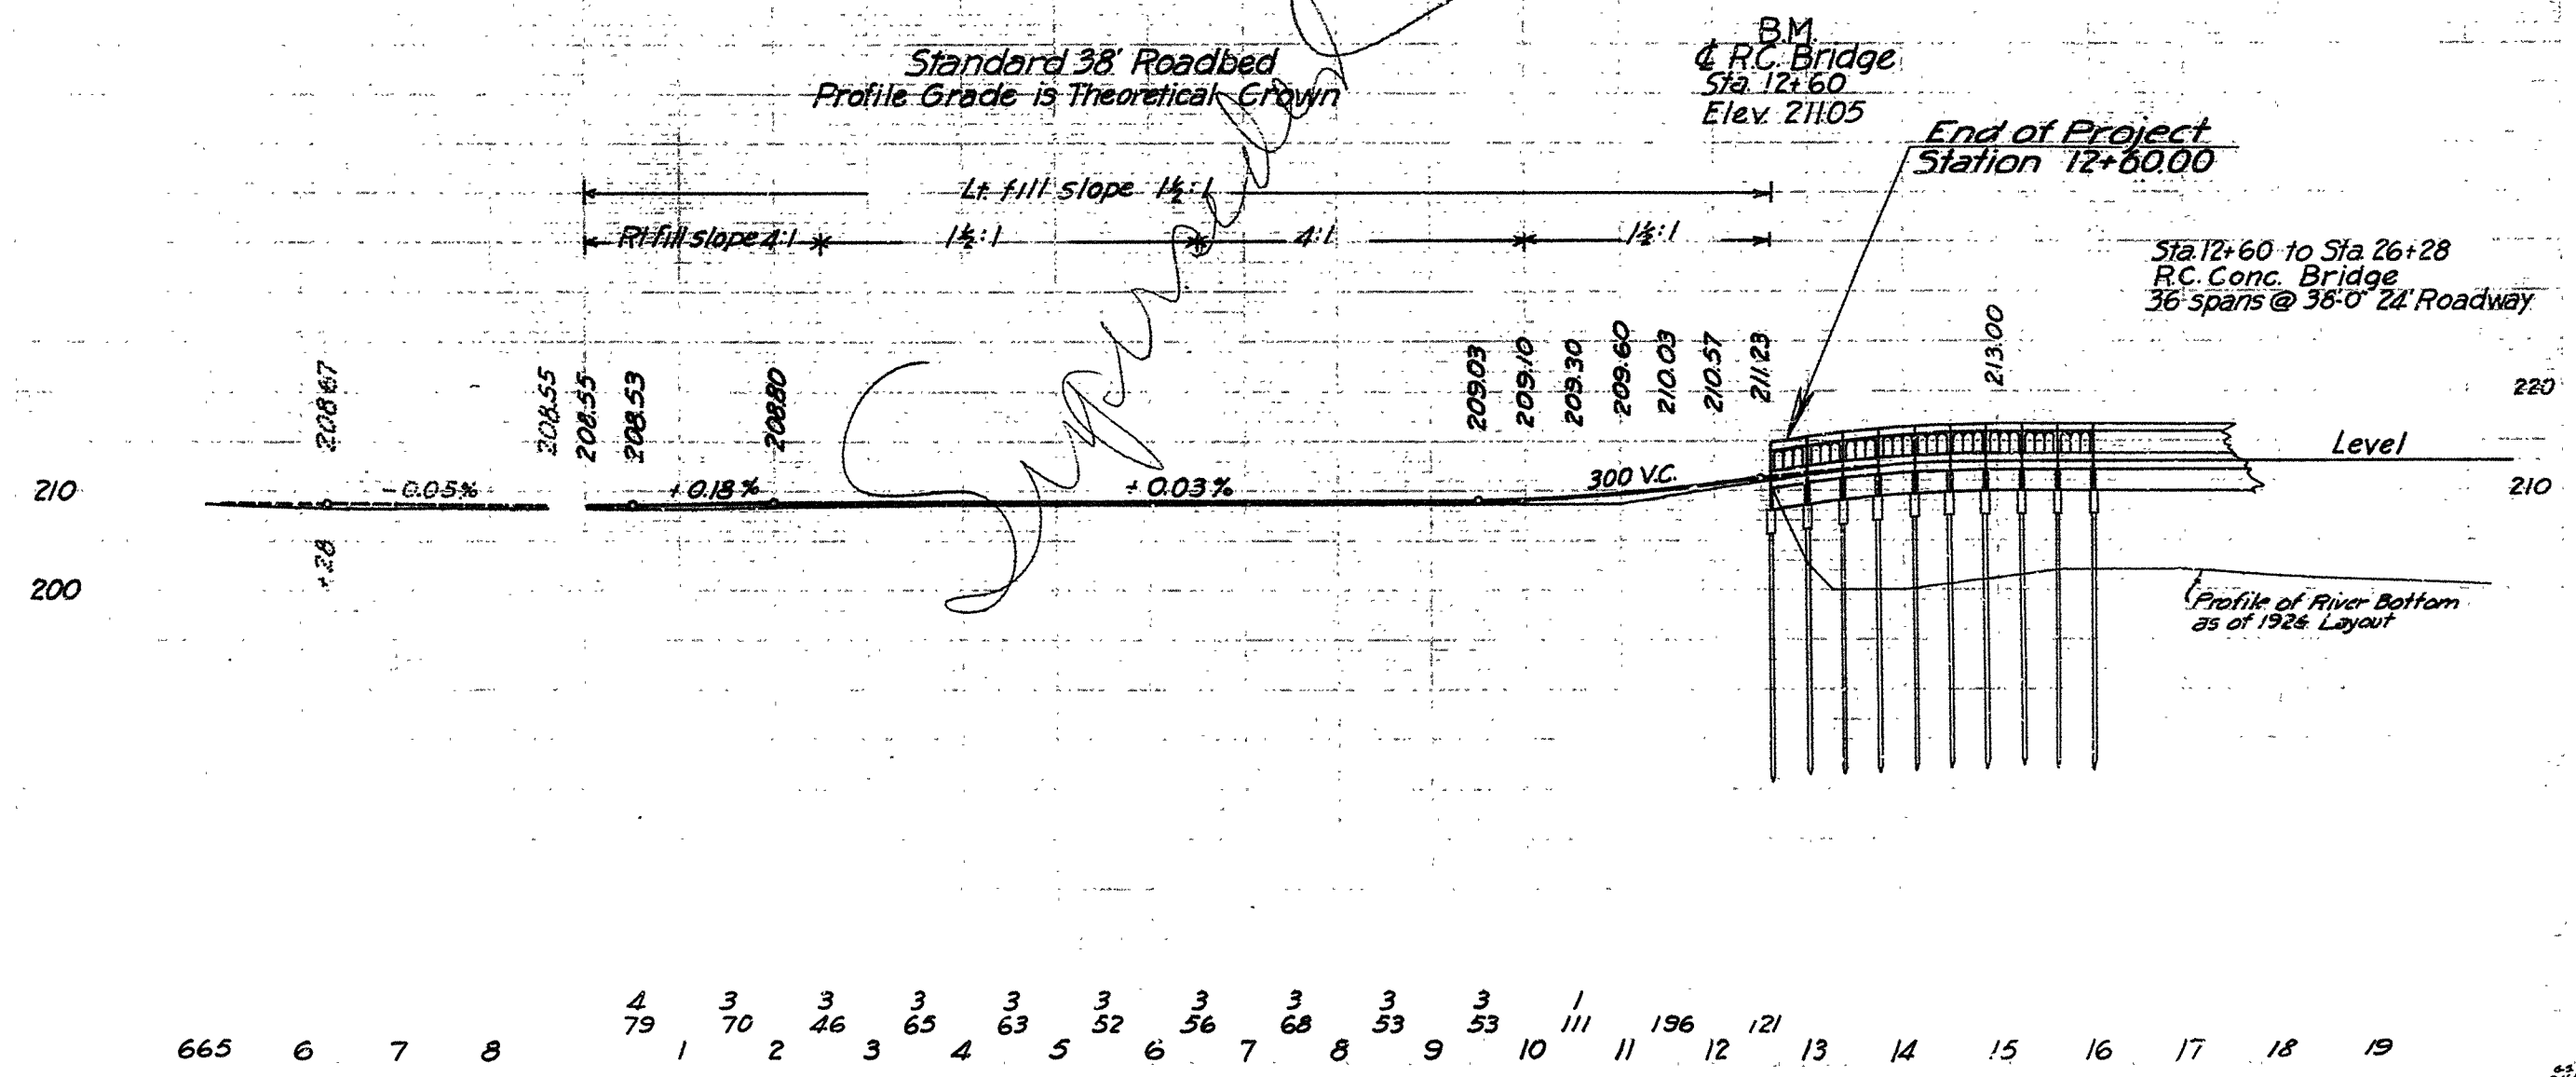 Standard 38' Roadbed
Profile Grade is Theoretical Crown
B.M.
℄ R.C. Bridge
Sta. 12+60
Elev. 211.05
End of Project
Station 12+60.00
Lt. fill slope 1½:1
Rt fill slope 4:1 1½:1 4:1 1½:1
Sta. 12+60 to Sta. 26+28
R.C. Conc. Bridge
36 spans @ 38'-0" 24' Roadway
208.67 208.55 208.55 208.53 208.80 209.03 209.10 209.30 209.60 210.03 210.57 211.23 213.00
220
Level
210 -0.05% +0.18% +0.03% 300 V.C. 210
+28
200
Profile of River Bottom
as of Layout
4 3 3 3 3 3 3 3 3 3 1
79 70 46 65 63 52 56 68 53 53 111 196 121
665 6 7 8 1 2 3 4 5 6 7 8 9 10 11 12 13 14 15 16 17 18 19